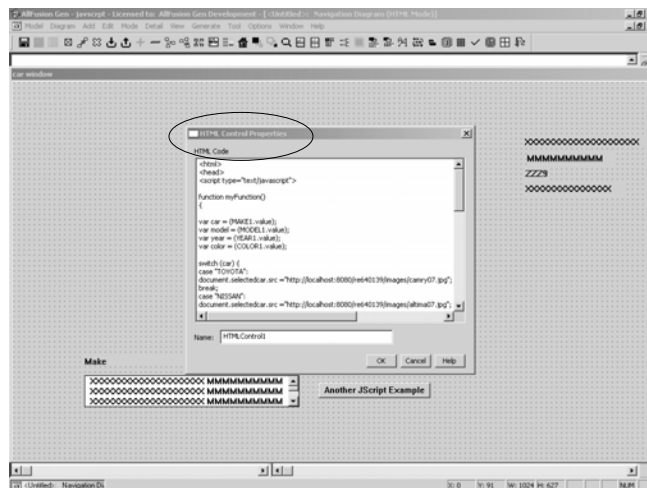 AllFusion Gen - javscrpt - Licensed to: AllFusion Gen Development - [<Untitled>: Navigation Diagram (HTML Mode)]
Model Diagram Add Edit Mode Detail View Generate Tool Options Window Help
car window
HTML Control Properties
HTML Code
<html>
<head>
<script type="text/javascript">
function myFunction()
{
var car = (MAKE1.value);
var model = (MODEL1.value);
var year = (YEAR1.value);
var color = (COLOR1.value);
switch (car) {
case "TOYOTA":
document.selectedcar.src ="http://localhost:8080/re640139/images/camry07.jpg";
break;
case "NISSAN":
document.selectedcar.src ="http://localhost:8080/re640139/images/altima07.jpg";
Name: HTMLControl1
OK Cancel Help
XXXXXXXXXXXXXXXXXXXX
MMMMMMMMMM
ZZZ9
XXXXXXXXXXXXXXX
Make
XXXXXXXXXXXXXXXXXXXX MMMMMMMMMM
XXXXXXXXXXXXXXXXXXXX MMMMMMMMMM
XXXXXXXXXXXXXXXXXXXX MMMMMMMMMM
Another JScript Example
<Untitled>: Navigation Di
X: 0 Y: 91 W: 1024 H: 627 NUM